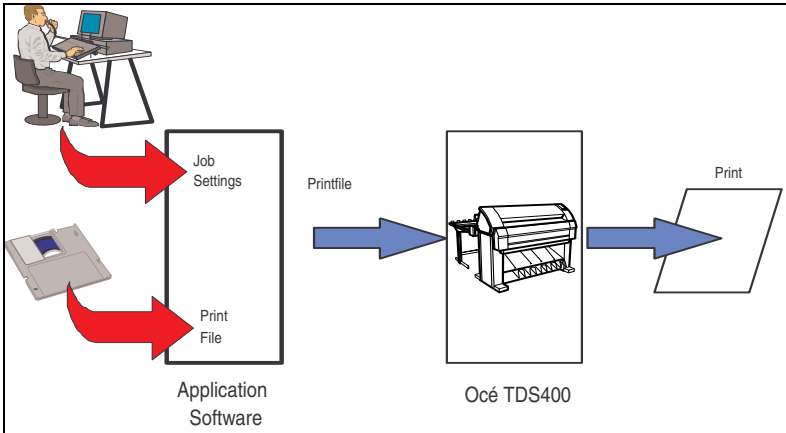 Job
Settings
Printfile
Print
Print
File
Application
Software
Océ TDS400